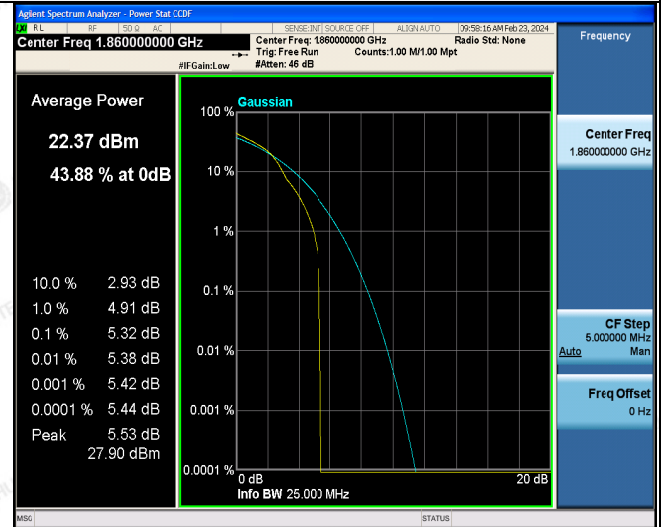 Agilent Spectrum Analyzer - Power Stat CCDF
LXI RL RF 50 Ω AC SENSE:INT SOURCE OFF ALIGN AUTO 09:58:16 AM Feb 23, 2024
Center Freq 1.860000000 GHz
Center Freq: 1.860000000 GHz Radio Std: None
Trig: Free Run Counts:1.00 M/1.00 Mpt
#IFGain:Low #Atten: 46 dB
Frequency
Average Power
22.37 dBm
43.88 % at 0dB
10.0 % 2.93 dB
1.0 % 4.91 dB
0.1 % 5.32 dB
0.01 % 5.38 dB
0.001 % 5.42 dB
0.0001 % 5.44 dB
Peak 5.53 dB
27.90 dBm
Gaussian
100 %
10 %
1 %
0.1 %
0.01 %
0.001 %
0.0001 %
0 dB 20 dB
Info BW 25.000 MHz
Center Freq
1.860000000 GHz
CF Step
5.000000 MHz
Auto Man
Freq Offset
0 Hz
MSG STATUS